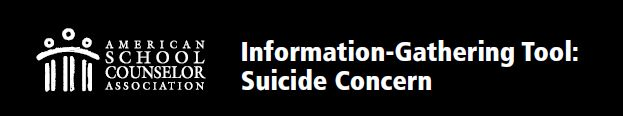 AMERICAN
SCHOOL
COUNSELOR
ASSOCIATION
Information-Gathering Tool:
Suicide Concern